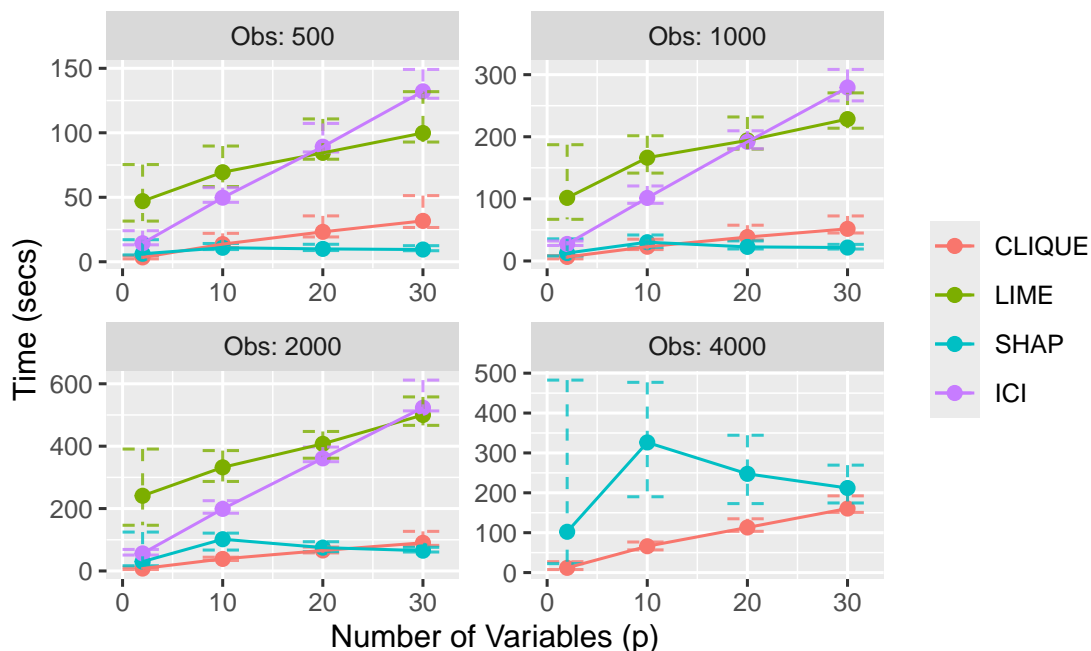 Obs: 500
Obs: 1000
150
100
50
0
300
200
100
0
0 10 20 30
0 10 20 30
Obs: 2000
Obs: 4000
600
400
200
0
500
400
300
200
100
0
0 10 20 30
0 10 20 30
Time (secs)
Number of Variables (p)
CLIQUE
LIME
SHAP
ICI